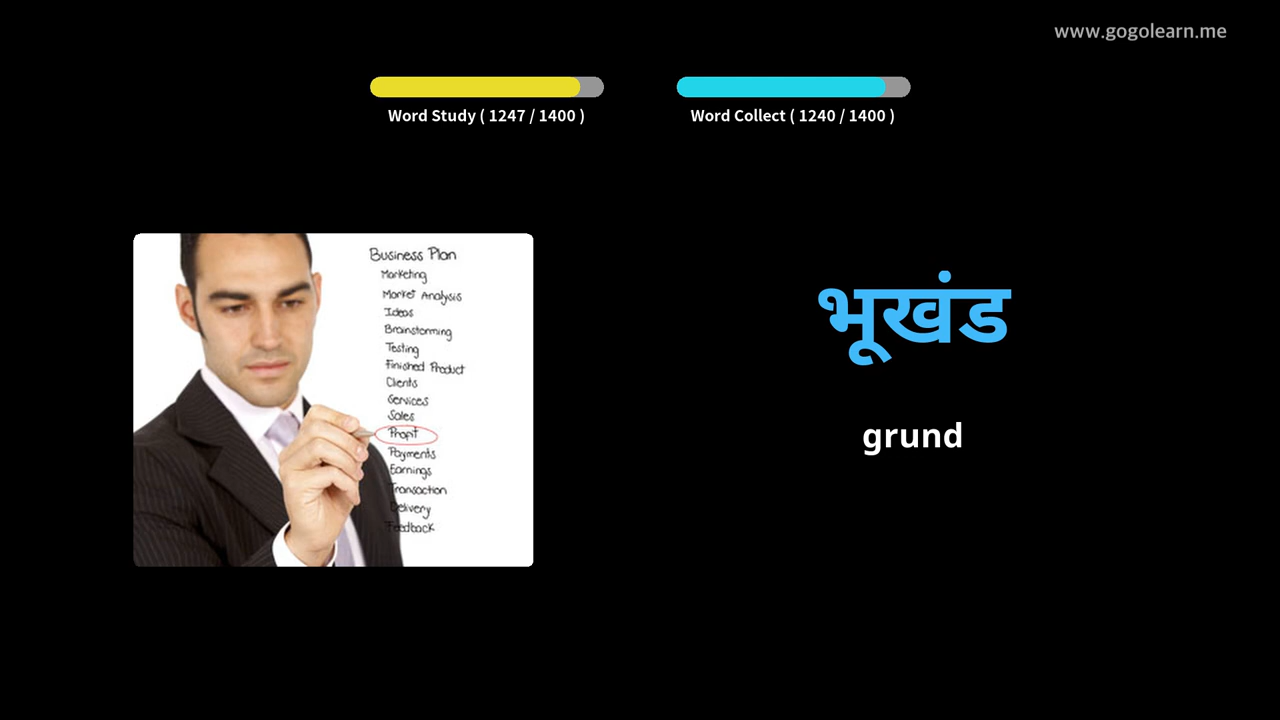 www.gogolearn.me
Word Study ( 1247 / 1400 )
Word Collect ( 1240 / 1400 )
Business Plan
Marketing
Market Analysis
Ideas
Brainstorming
Testing
Finished Product
Clients
Services
Sales
Profit
Payments
Earnings
Transaction
Delivery
Feedback
भूखंड
grund